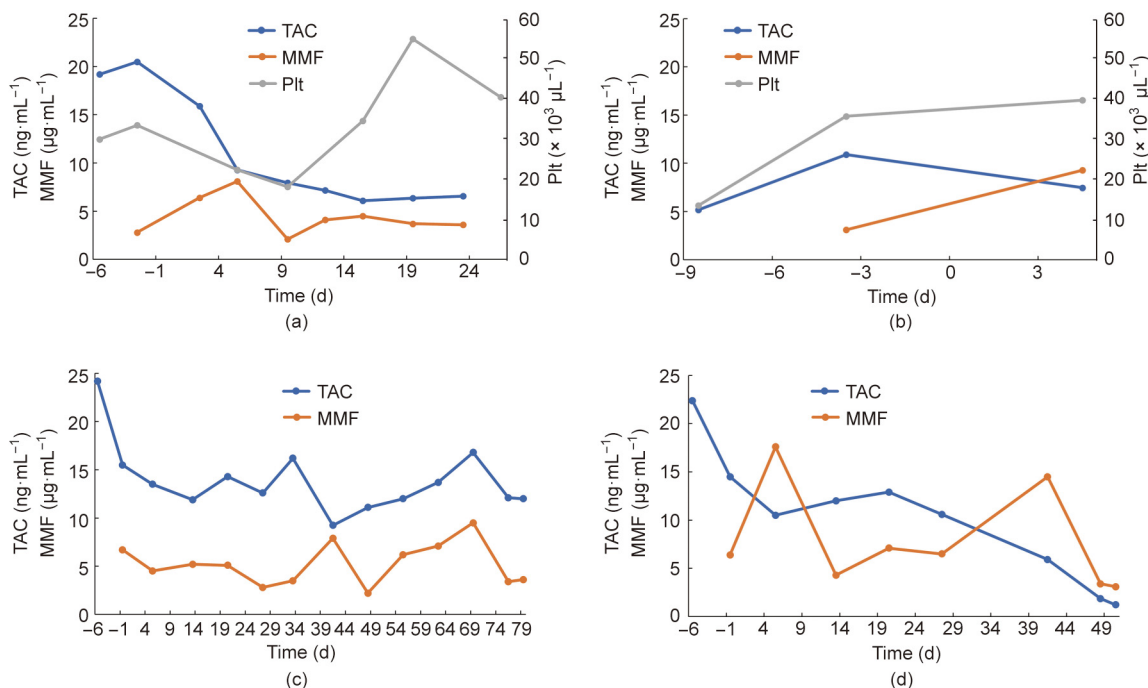 25
20
15
10
5
0
TAC (ng·mL⁻¹)
MMF (μg·mL⁻¹)
TAC
MMF
Plt
60
50
40
30
20
10
0
Plt (× 10³ μL⁻¹)
−6 −1 4 9 14 19 24
Time (d)
(a)
25
20
15
10
5
0
TAC (ng·mL⁻¹)
MMF (μg·mL⁻¹)
TAC
MMF
Plt
60
50
40
30
20
10
0
Plt (× 10³ μL⁻¹)
−9 −6 −3 0 3
Time (d)
(b)
25
20
15
10
5
0
TAC (ng·mL⁻¹)
MMF (μg·mL⁻¹)
TAC
MMF
−6 −1 4 9 14 19 24 29 34 39 44 49 54 59 64 69 74 79
Time (d)
(c)
25
20
15
10
5
0
TAC (ng·mL⁻¹)
MMF (μg·mL⁻¹)
TAC
MMF
−6 −1 4 9 14 19 24 29 34 39 44 49
Time (d)
(d)